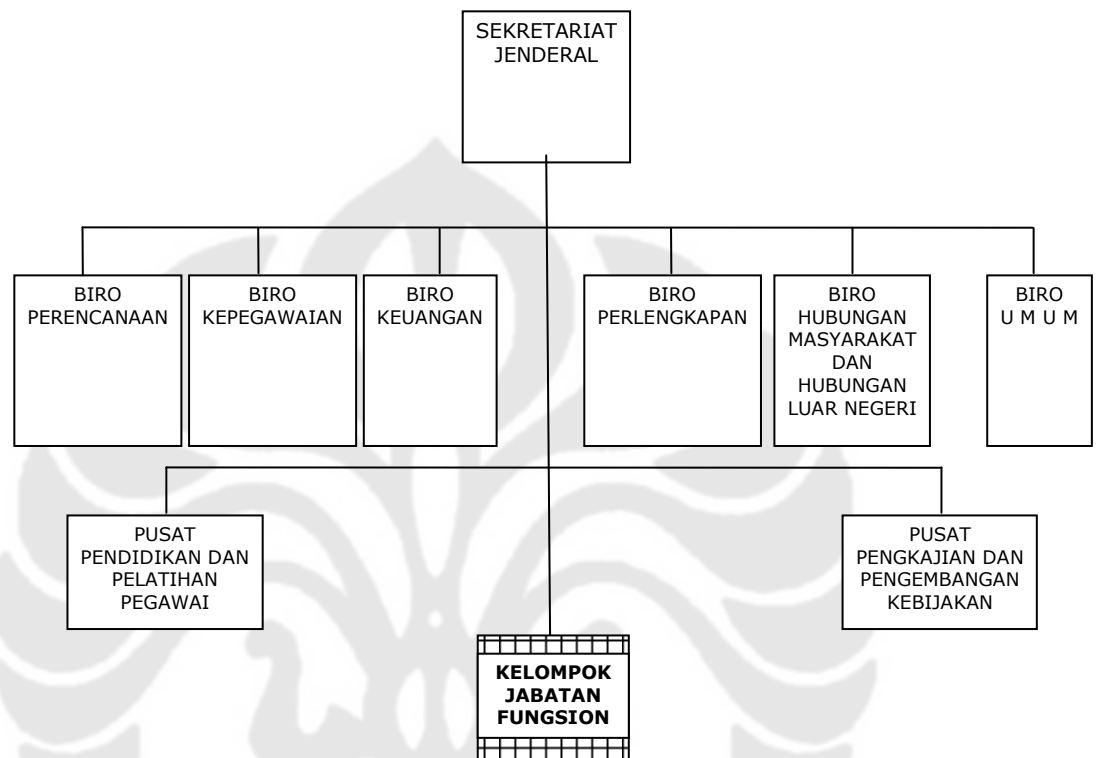 SEKRETARIAT
JENDERAL
BIRO
PERENCANAAN
BIRO
KEPEGAWAIAN
BIRO
KEUANGAN
BIRO
PERLENGKAPAN
BIRO
HUBUNGAN
MASYARAKAT
DAN
HUBUNGAN
LUAR NEGERI
BIRO
U M U M
PUSAT
PENDIDIKAN DAN
PELATIHAN
PEGAWAI
PUSAT
PENGKAJIAN DAN
PENGEMBANGAN
KEBIJAKAN
KELOMPOK
JABATAN
FUNGSION